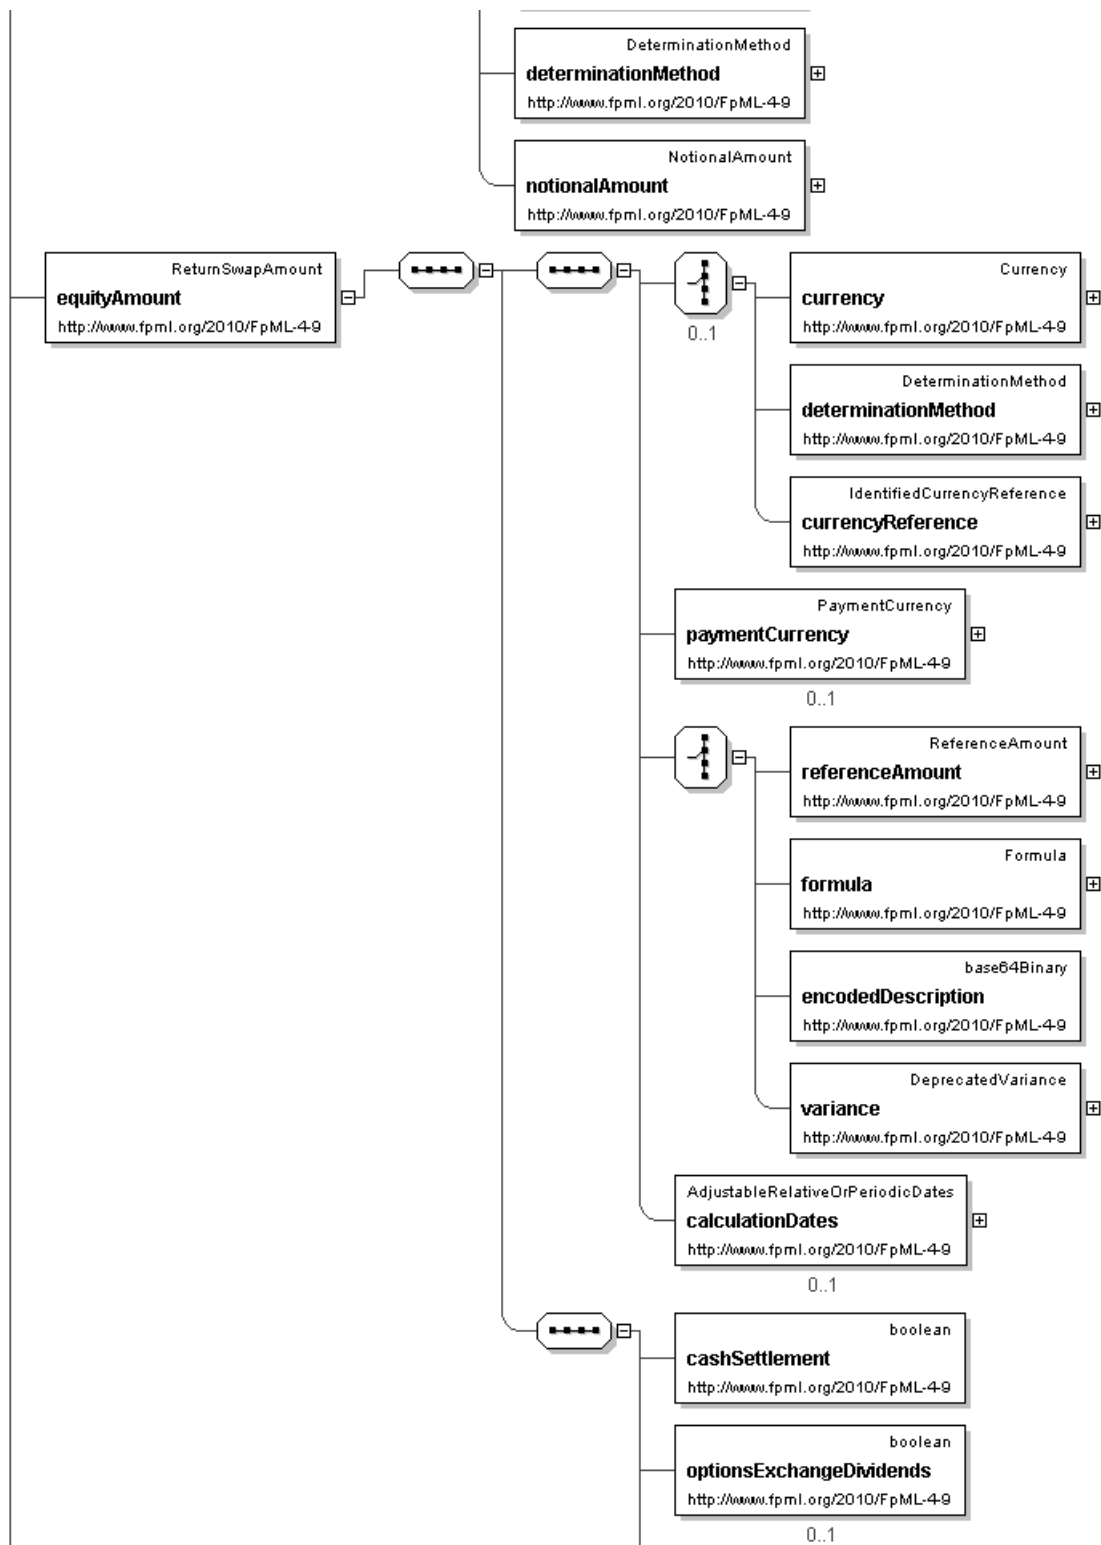 DeterminationMethod
determinationMethod
http://www.fpml.org/2010/FpML-4-9
NotionalAmount
notionalAmount
http://www.fpml.org/2010/FpML-4-9
ReturnSwapAmount
equityAmount
http://www.fpml.org/2010/FpML-4-9
0..1
Currency
currency
http://www.fpml.org/2010/FpML-4-9
DeterminationMethod
determinationMethod
http://www.fpml.org/2010/FpML-4-9
IdentifiedCurrencyReference
currencyReference
http://www.fpml.org/2010/FpML-4-9
PaymentCurrency
paymentCurrency
http://www.fpml.org/2010/FpML-4-9
0..1
ReferenceAmount
referenceAmount
http://www.fpml.org/2010/FpML-4-9
Formula
formula
http://www.fpml.org/2010/FpML-4-9
base64Binary
encodedDescription
http://www.fpml.org/2010/FpML-4-9
DeprecatedVariance
variance
http://www.fpml.org/2010/FpML-4-9
AdjustableRelativeOrPeriodicDates
calculationDates
http://www.fpml.org/2010/FpML-4-9
0..1
boolean
cashSettlement
http://www.fpml.org/2010/FpML-4-9
boolean
optionsExchangeDividends
http://www.fpml.org/2010/FpML-4-9
0..1